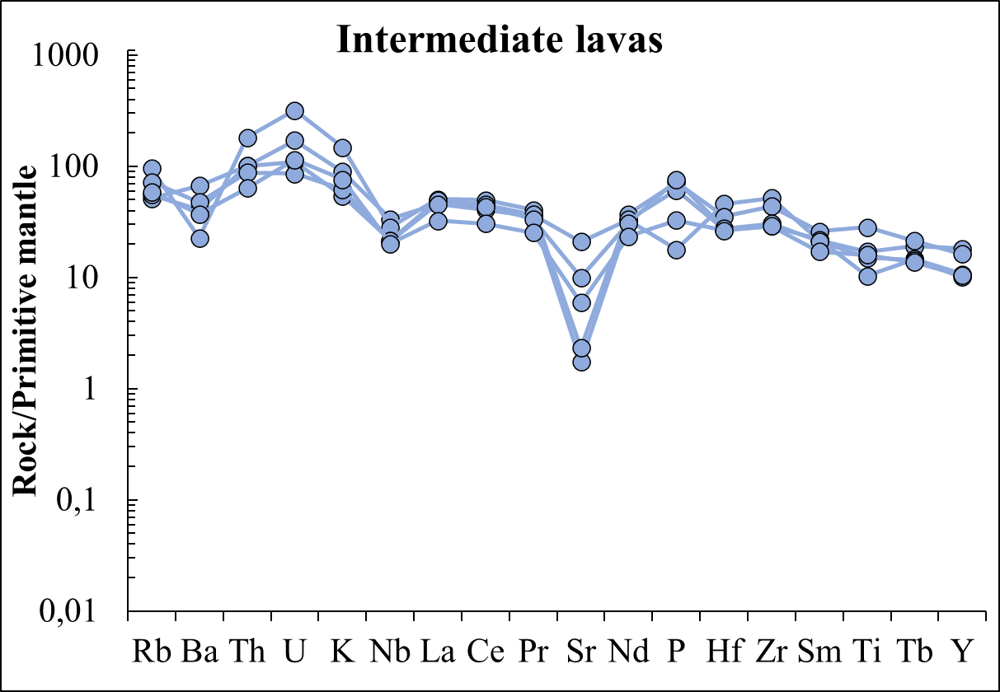 Intermediate lavas
Rock/Primitive mantle
1000
100
10
1
0,1
0,01
Rb Ba Th U K Nb La Ce Pr Sr Nd P Hf Zr Sm Ti Tb Y